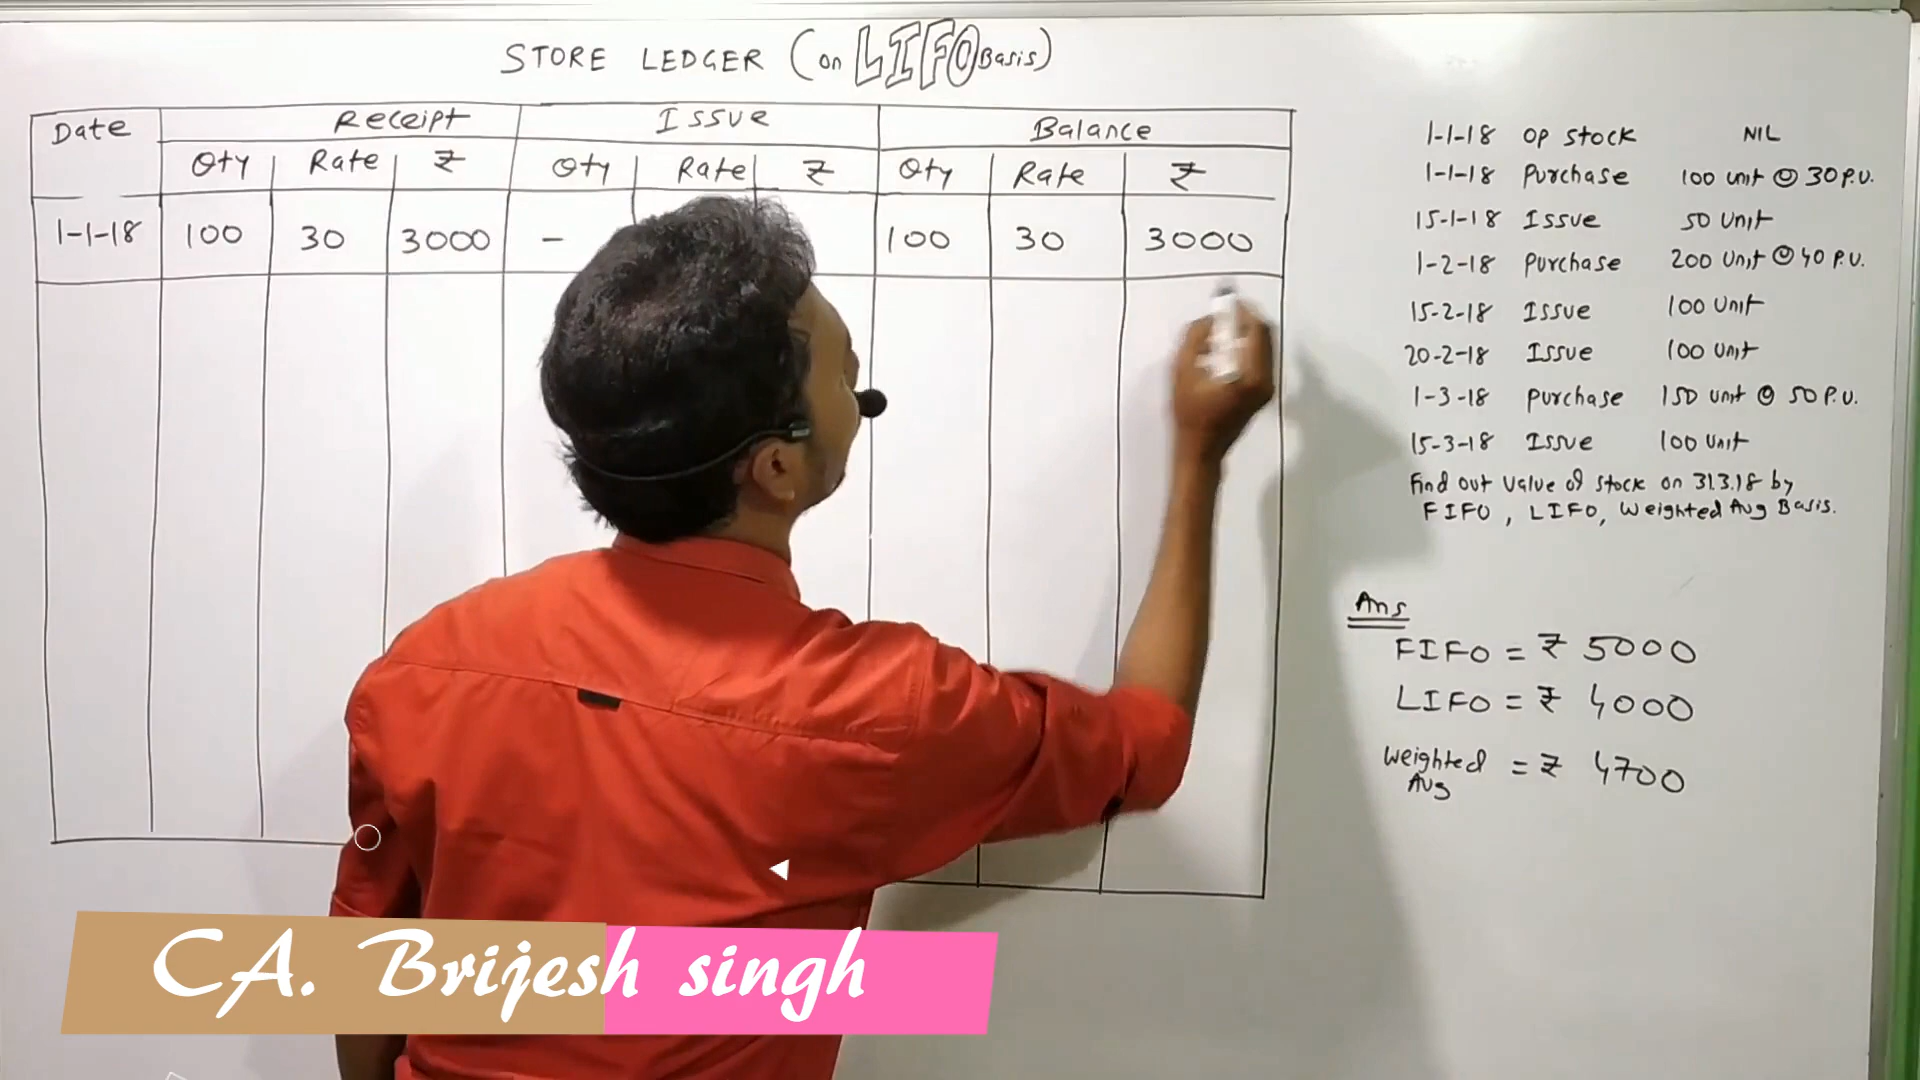 STORE LEDGER (on LIFO Basis)
Date Receipt Issue Balance
Qty Rate ₹ Qty Rate ₹ Qty Rate ₹
1-1-18 100 30 3000 - 100 30 3000
1-1-18 OP Stock NIL
1-1-18 Purchase 100 unit @ 30 P.U.
15-1-18 Issue 50 Unit
1-2-18 Purchase 200 Unit @ 40 P.U.
15-2-18 Issue 100 Unit
20-2-18 Issue 100 Unit
1-3-18 Purchase 150 unit @ 50 P.U.
15-3-18 Issue 100 Unit
Find out value of stock on 31.3.18 by
FIFO, LIFO, Weighted Avg Basis.
Ans
FIFO = ₹ 5000
LIFO = ₹ 4000
Weighted Avg = ₹ 4700
CA. Brijesh singh